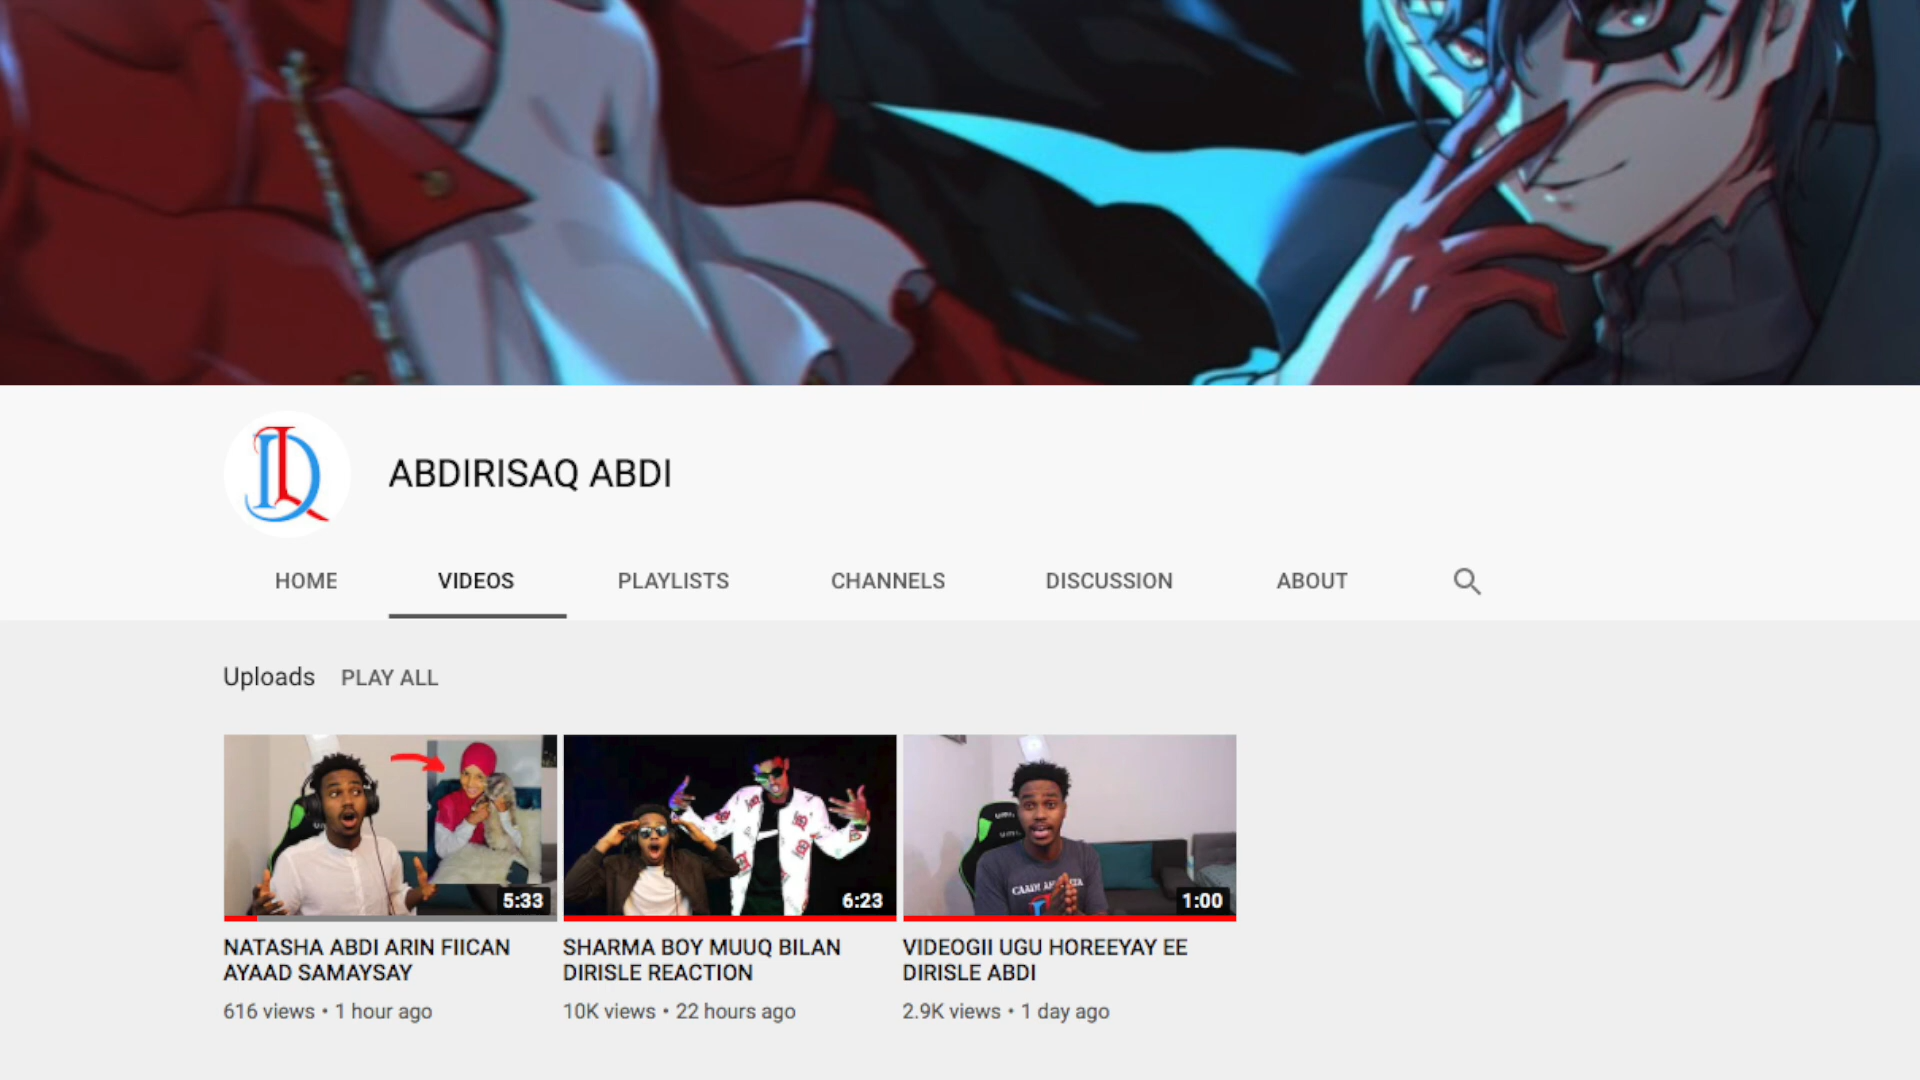 ABDIRISAQ ABDI
HOME VIDEOS PLAYLISTS CHANNELS DISCUSSION ABOUT
Uploads PLAY ALL
5:33
6:23
1:00
NATASHA ABDI ARIN FIICAN
AYAAD SAMAYSAY
616 views • 1 hour ago
SHARMA BOY MUUQ BILAN
DIRISLE REACTION
10K views • 22 hours ago
VIDEOGII UGU HOREEYAY EE
DIRISLE ABDI
2.9K views • 1 day ago